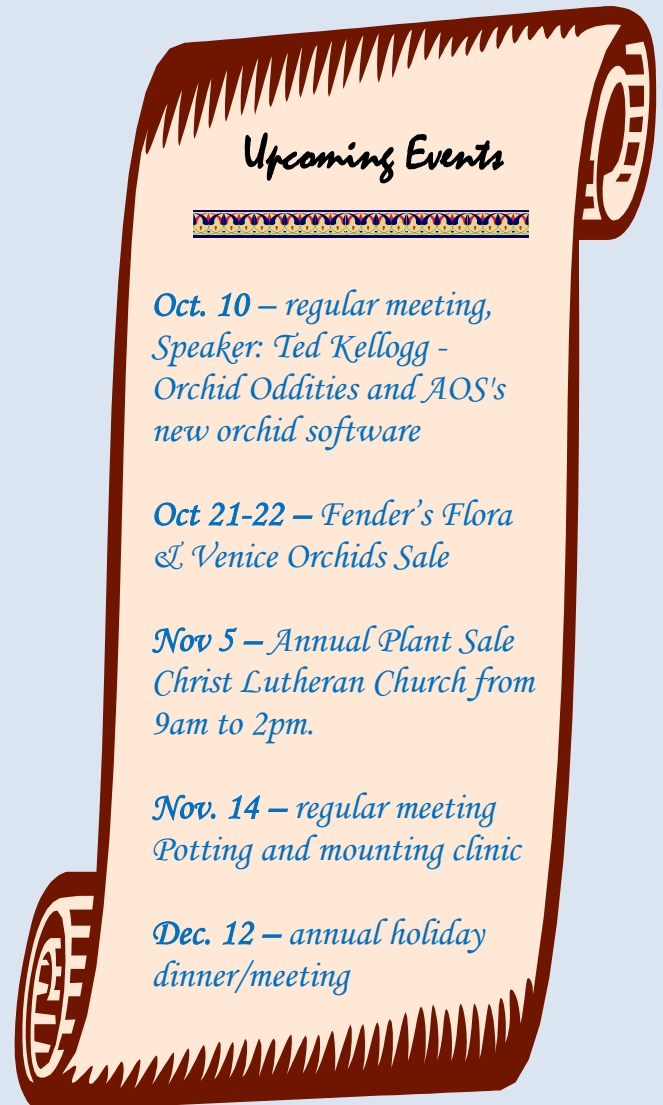 Upcoming Events
Oct. 10 – regular meeting,
Speaker: Ted Kellogg -
Orchid Oddities and AOS's
new orchid software
Oct 21-22 – Fender’s Flora
& Venice Orchids Sale
Nov 5 – Annual Plant Sale
Christ Lutheran Church from
9am to 2pm.
Nov. 14 – regular meeting
Potting and mounting clinic
Dec. 12 – annual holiday
dinner/meeting